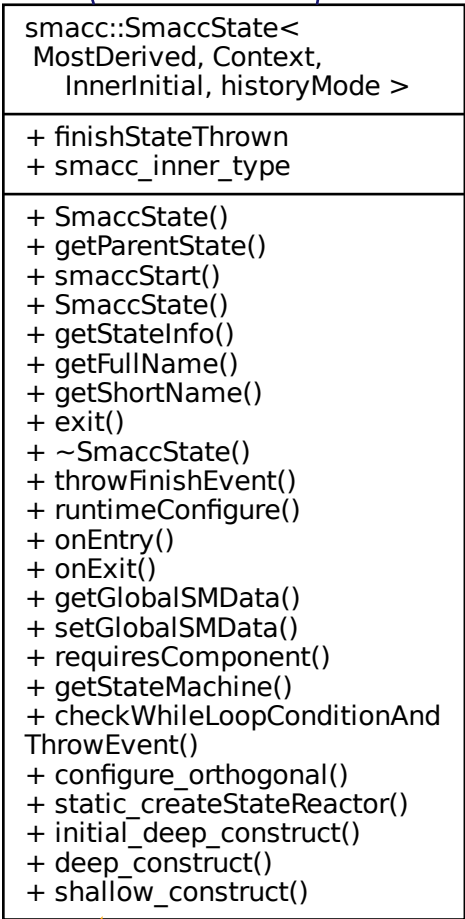 smacc::SmaccState<
MostDerived, Context,
InnerInitial, historyMode >
+ finishStateThrown
+ smacc_inner_type
+ SmaccState()
+ getParentState()
+ smaccStart()
+ SmaccState()
+ getStateInfo()
+ getFullName()
+ getShortName()
+ exit()
+ ~SmaccState()
+ throwFinishEvent()
+ runtimeConfigure()
+ onEntry()
+ onExit()
+ getGlobalSMData()
+ setGlobalSMData()
+ requiresComponent()
+ getStateMachine()
+ checkWhileLoopConditionAnd
ThrowEvent()
+ configure_orthogonal()
+ static_createStateReactor()
+ initial_deep_construct()
+ deep_construct()
+ shallow_construct()